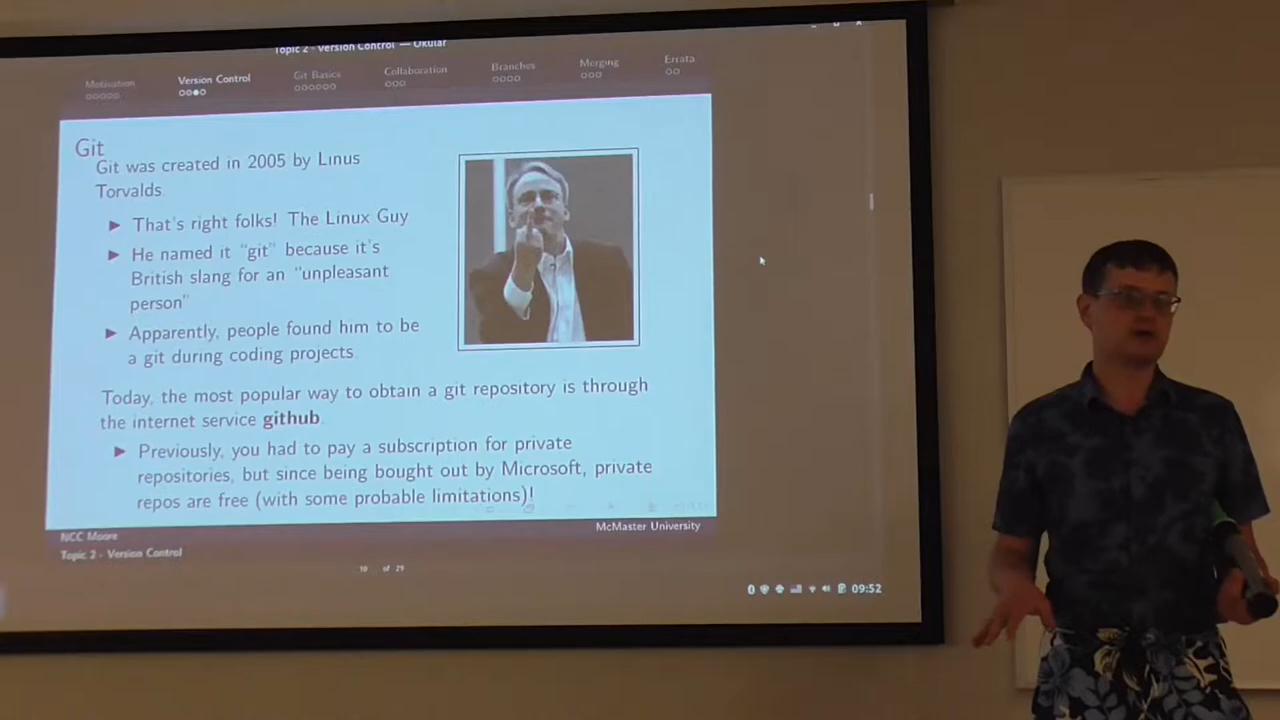 Topic 2 - Version Control — Okular
Motivation
Version Control
Git Basics
Collaboration
Branches
Merging
Errata
Git
Git was created in 2005 by Linus
Torvalds
That's right folks! The Linux Guy
He named it "git" because it's
British slang for an "unpleasant
person"
Apparently, people found him to be
a git during coding projects
Today, the most popular way to obtain a git repository is through
the internet service github.
Previously, you had to pay a subscription for private
repositories, but since being bought out by Microsoft, private
repos are free (with some probable limitations)!
NCC Moore
McMaster University
Topic 2 - Version Control
10 of 29
09:52